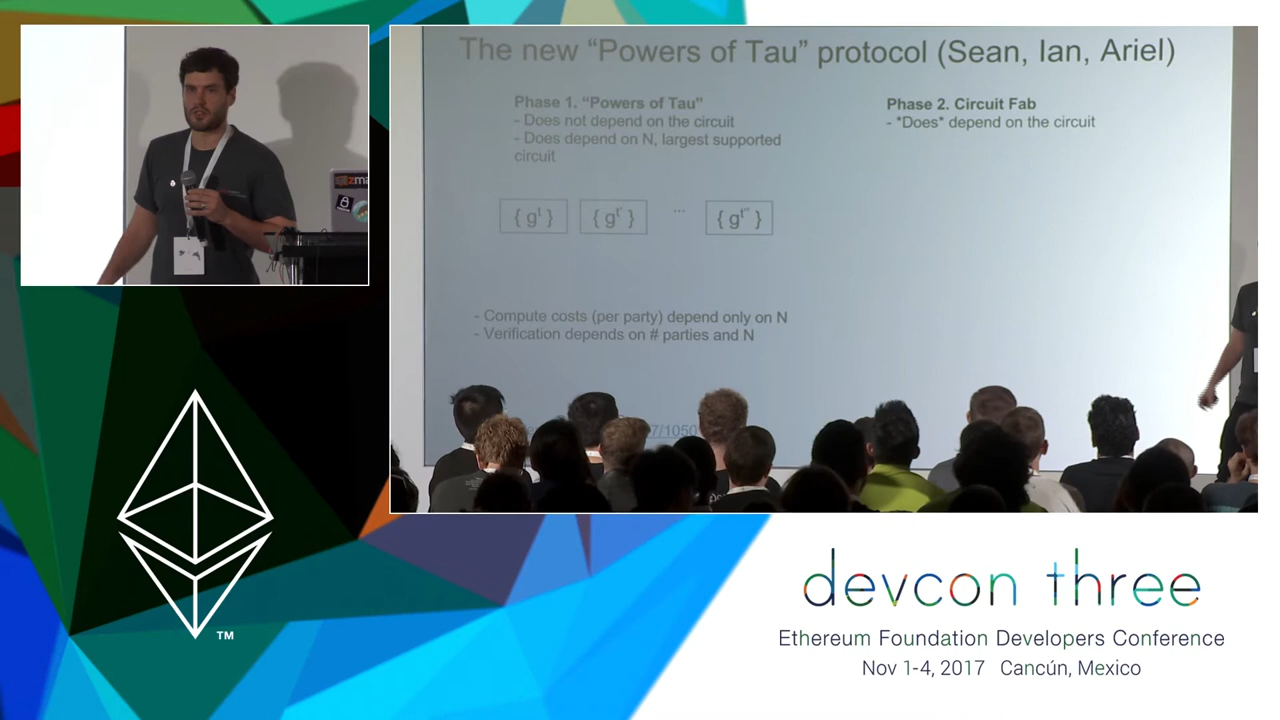 The new “Powers of Tau” protocol (Sean, Ian, Ariel)
Phase 1. “Powers of Tau”
- Does not depend on the circuit
- Does depend on N, largest supported
circuit
{ g^t } { g^t' } ... { g^t'' }
- Compute costs (per party) depend only on N
- Verification depends on # parties and N
7/1050
Phase 2. Circuit Fab
- *Does* depend on the circuit
TM
devcon three
Ethereum Foundation Developers Conference
Nov 1-4, 2017 Cancún, Mexico